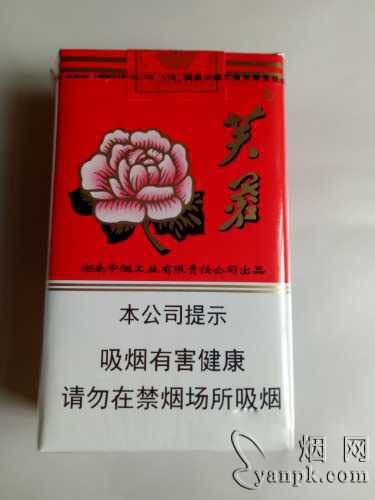 芙蓉
湖南中烟工业有限责任公司出品
本公司提示
吸烟有害健康
请勿在禁烟场所吸烟
烟网
yanpk.com